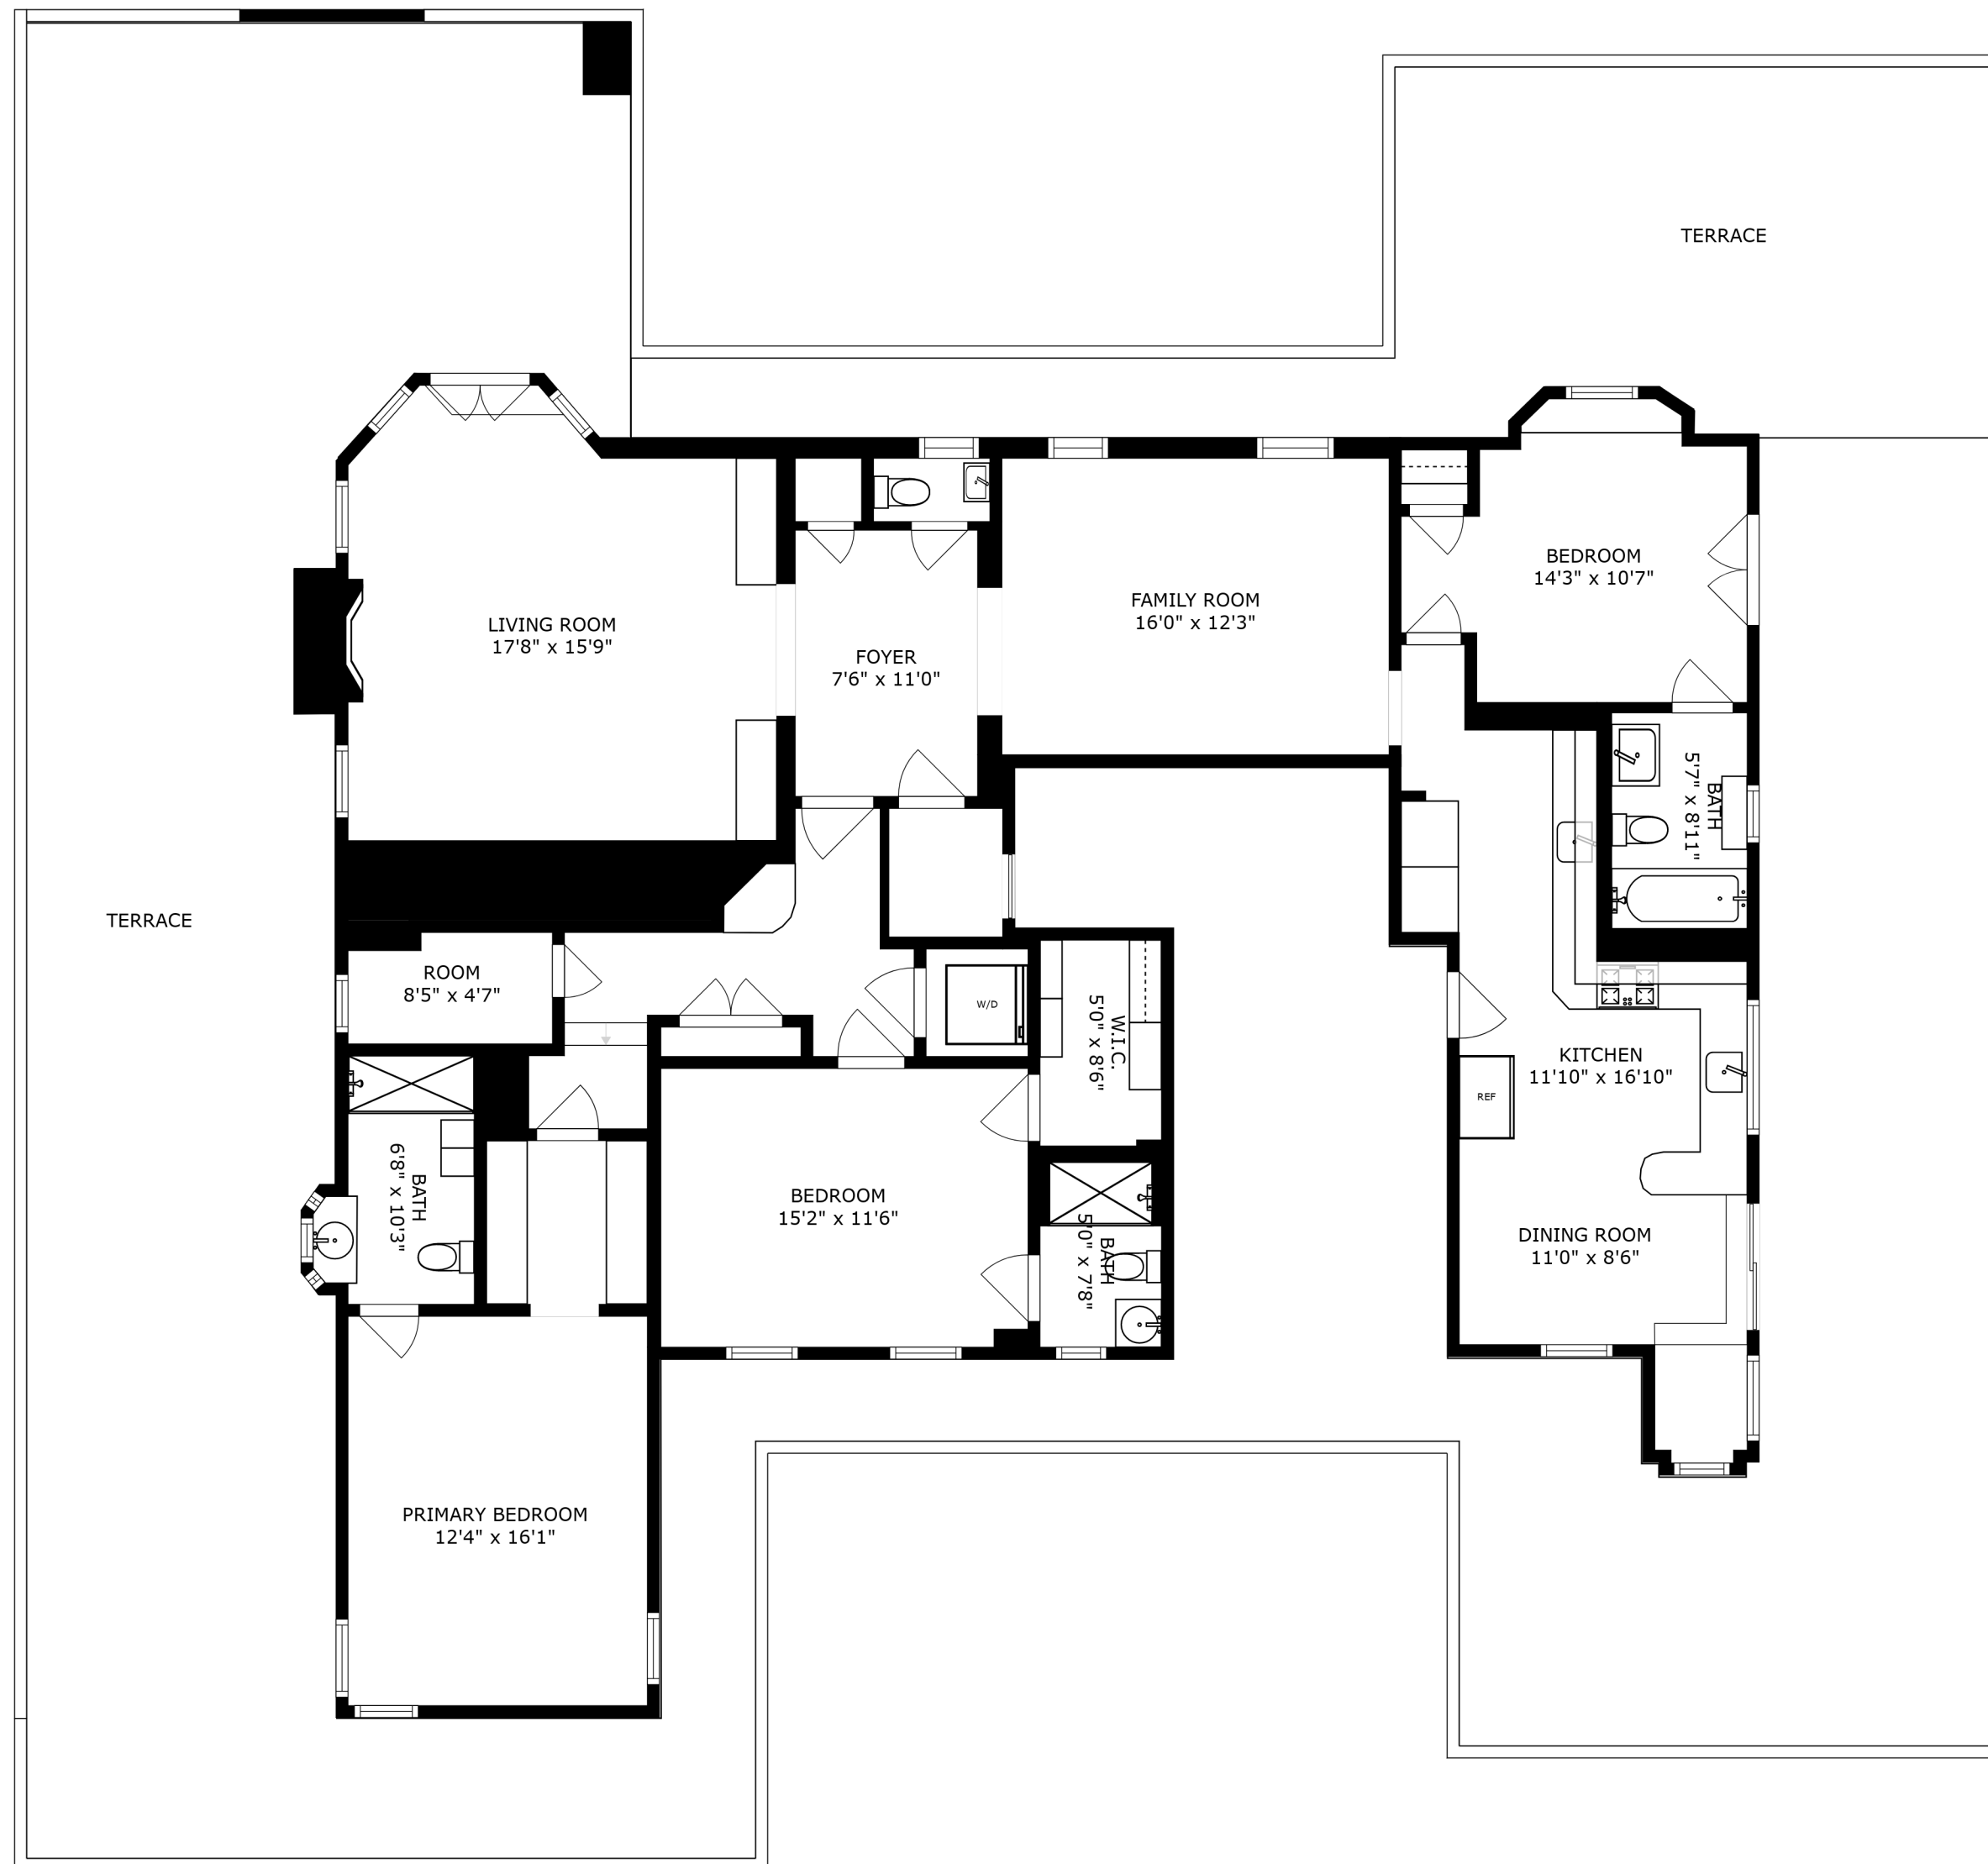 TERRACE
BEDROOM
14'3" x 10'7"
FAMILY ROOM
16'0" x 12'3"
LIVING ROOM
17'8" x 15'9"
FOYER
7'6" x 11'0"
BATH
5'7" x 8'11"
TERRACE
ROOM
8'5" x 4'7"
W/D
W.I.C.
5'0" x 8'6"
KITCHEN
11'10" x 16'10"
REF
BATH
6'8" x 10'3"
BEDROOM
15'2" x 11'6"
BATH
5'0" x 7'8"
DINING ROOM
11'0" x 8'6"
PRIMARY BEDROOM
12'4" x 16'1"